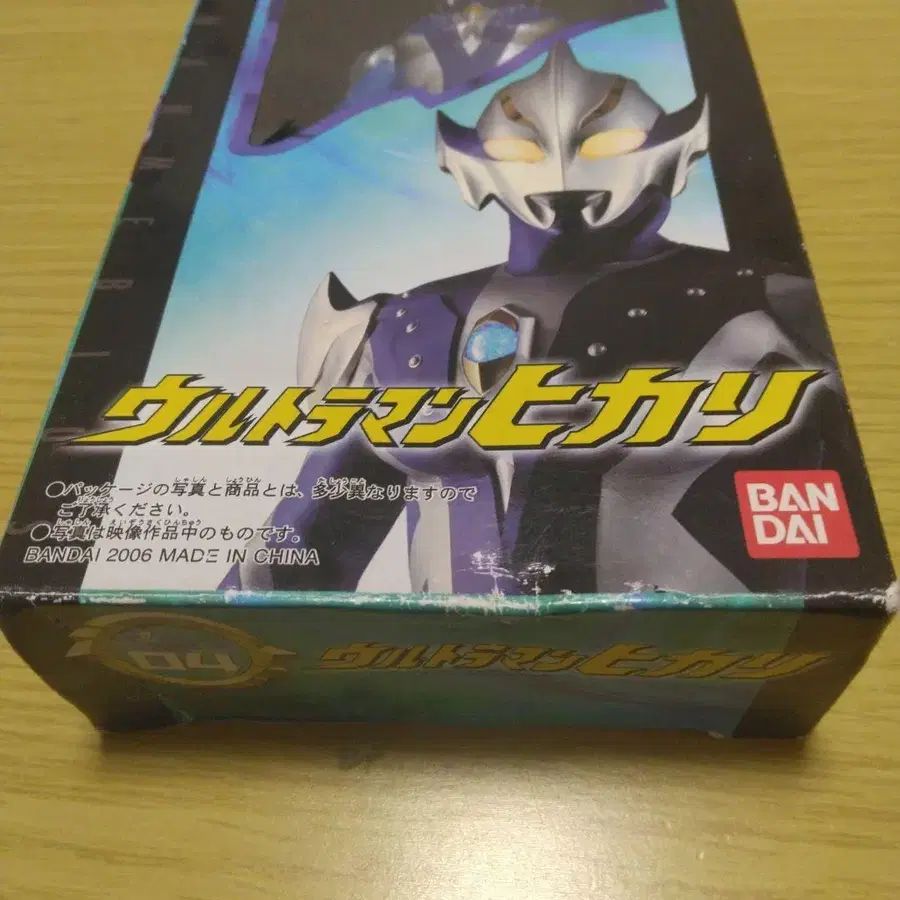 ウルトラマンヒカリ
●パッケージの写真と商品とは、多少異なりますので
ご了承ください。
●写真は映像作品中のものです。
BANDAI 2006 MADE IN CHINA
BAN
DAI
04
ウルトラマンヒカリ